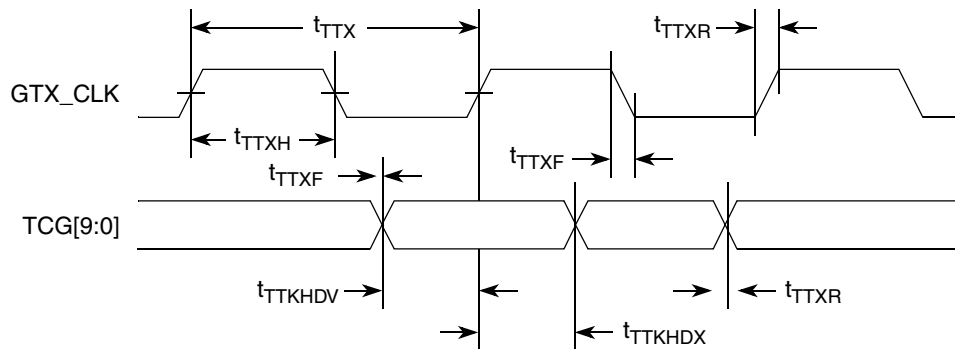 tTTX
tTTXR
GTX_CLK
tTTXH
tTTXF
tTTXF
TCG[9:0]
tTTKHDV
tTTXR
tTTKHDX